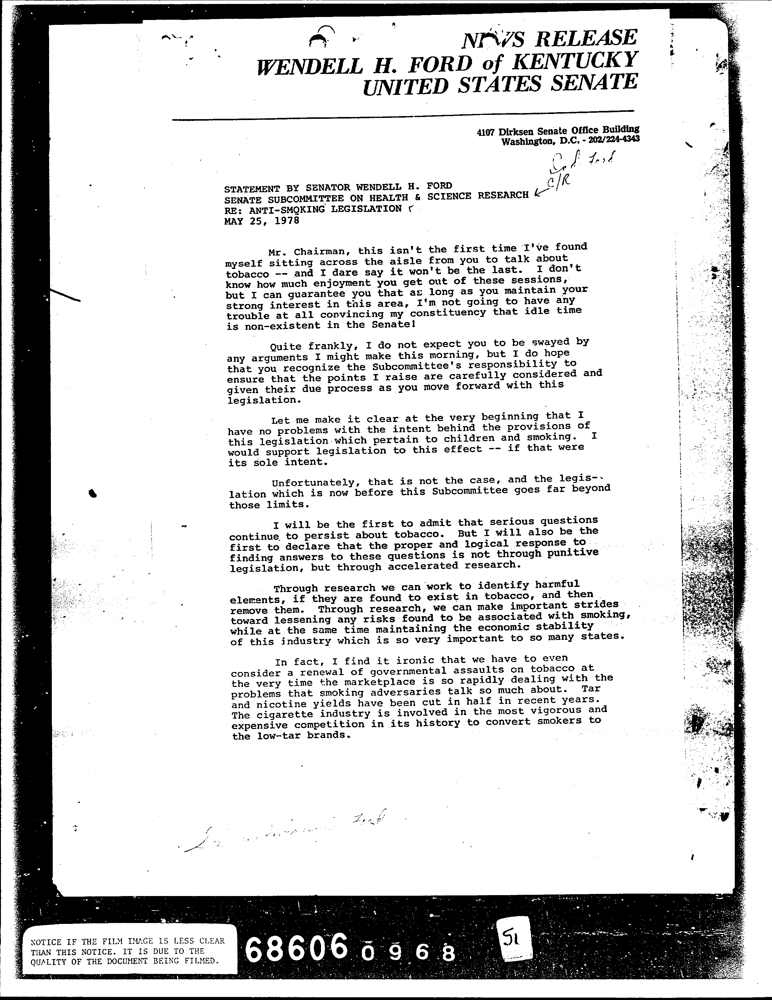 NEWS RELEASE
WENDELL H. FORD of KENTUCKY
UNITED STATES SENATE
4107 Dirksen Senate Office Building
Washington, D.C. - 202/224-4343
C/R
STATEMENT BY SENATOR WENDELL H. FORD
SENATE SUBCOMMITTEE ON HEALTH & SCIENCE RESEARCH
RE: ANTI-SMOKING LEGISLATION
MAY 25, 1978
Mr. Chairman, this isn't the first time I've found
myself sitting across the aisle from you to talk about
tobacco -- and I dare say it won't be the last. I don't
know how much enjoyment you get out of these sessions,
but I can guarantee you that as long as you maintain your
strong interest in this area, I'm not going to have any
trouble at all convincing my constituency that idle time
is non-existent in the Senate!
Quite frankly, I do not expect you to be swayed by
any arguments I might make this morning, but I do hope
that you recognize the Subcommittee's responsibility to
ensure that the points I raise are carefully considered and
given their due process as you move forward with this
legislation.
Let me make it clear at the very beginning that I
have no problems with the intent behind the provisions of
this legislation which pertain to children and smoking. I
would support legislation to this effect -- if that were
its sole intent.
Unfortunately, that is not the case, and the legis-
lation which is now before this Subcommittee goes far beyond
those limits.
I will be the first to admit that serious questions
continue to persist about tobacco. But I will also be the
first to declare that the proper and logical response to
finding answers to these questions is not through punitive
legislation, but through accelerated research.
Through research we can work to identify harmful
elements, if they are found to exist in tobacco, and then
remove them. Through research, we can make important strides
toward lessening any risks found to be associated with smoking,
while at the same time maintaining the economic stability
of this industry which is so very important to so many states.
In fact, I find it ironic that we have to even
consider a renewal of governmental assaults on tobacco at
the very time the marketplace is so rapidly dealing with the
problems that smoking adversaries talk so much about. Tar
and nicotine yields have been cut in half in recent years.
The cigarette industry is involved in the most vigorous and
expensive competition in its history to convert smokers to
the low-tar brands.
NOTICE IF THE FILM IMAGE IS LESS CLEAR
THAN THIS NOTICE. IT IS DUE TO THE
QUALITY OF THE DOCUMENT BEING FILMED.
68606 0968
51